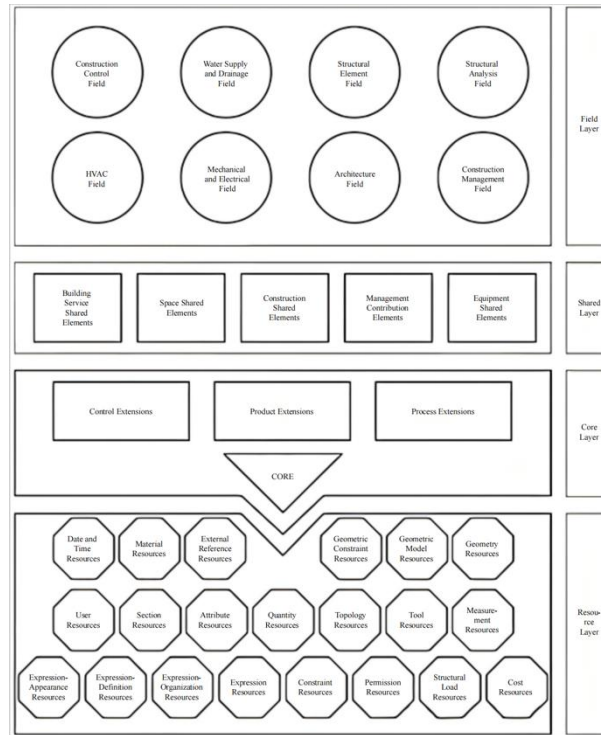 Construction
Control
Field
Water Supply
and Drainage
Field
Structural
Element
Field
Structural
Analysis
Field
HVAC
Field
Mechanical
and Electrical
Field
Architecture
Field
Construction
Management
Field
Field
Layer
Building
Service
Shared
Elements
Space Shared
Elements
Construction
Shared
Elements
Management
Contribution
Elements
Equipment
Shared
Elements
Shared
Layer
Control Extensions
Product Extensions
Process Extensions
CORE
Core
Layer
Date and
Time
Resources
Material
Resources
External
Reference
Resources
Geometric
Constraint
Resources
Geometric
Model
Resources
Geometry
Resources
User
Resources
Section
Resources
Attribute
Resources
Quantity
Resources
Topology
Resources
Tool
Resources
Measure-
ment
Resources
Expression-
Appearance
Resources
Expression-
Definition
Resources
Expression-
Organization
Resources
Expression
Resources
Constraint
Resources
Permission
Resources
Structural
Load
Resources
Cost
Resources
Resou-
rce
Layer